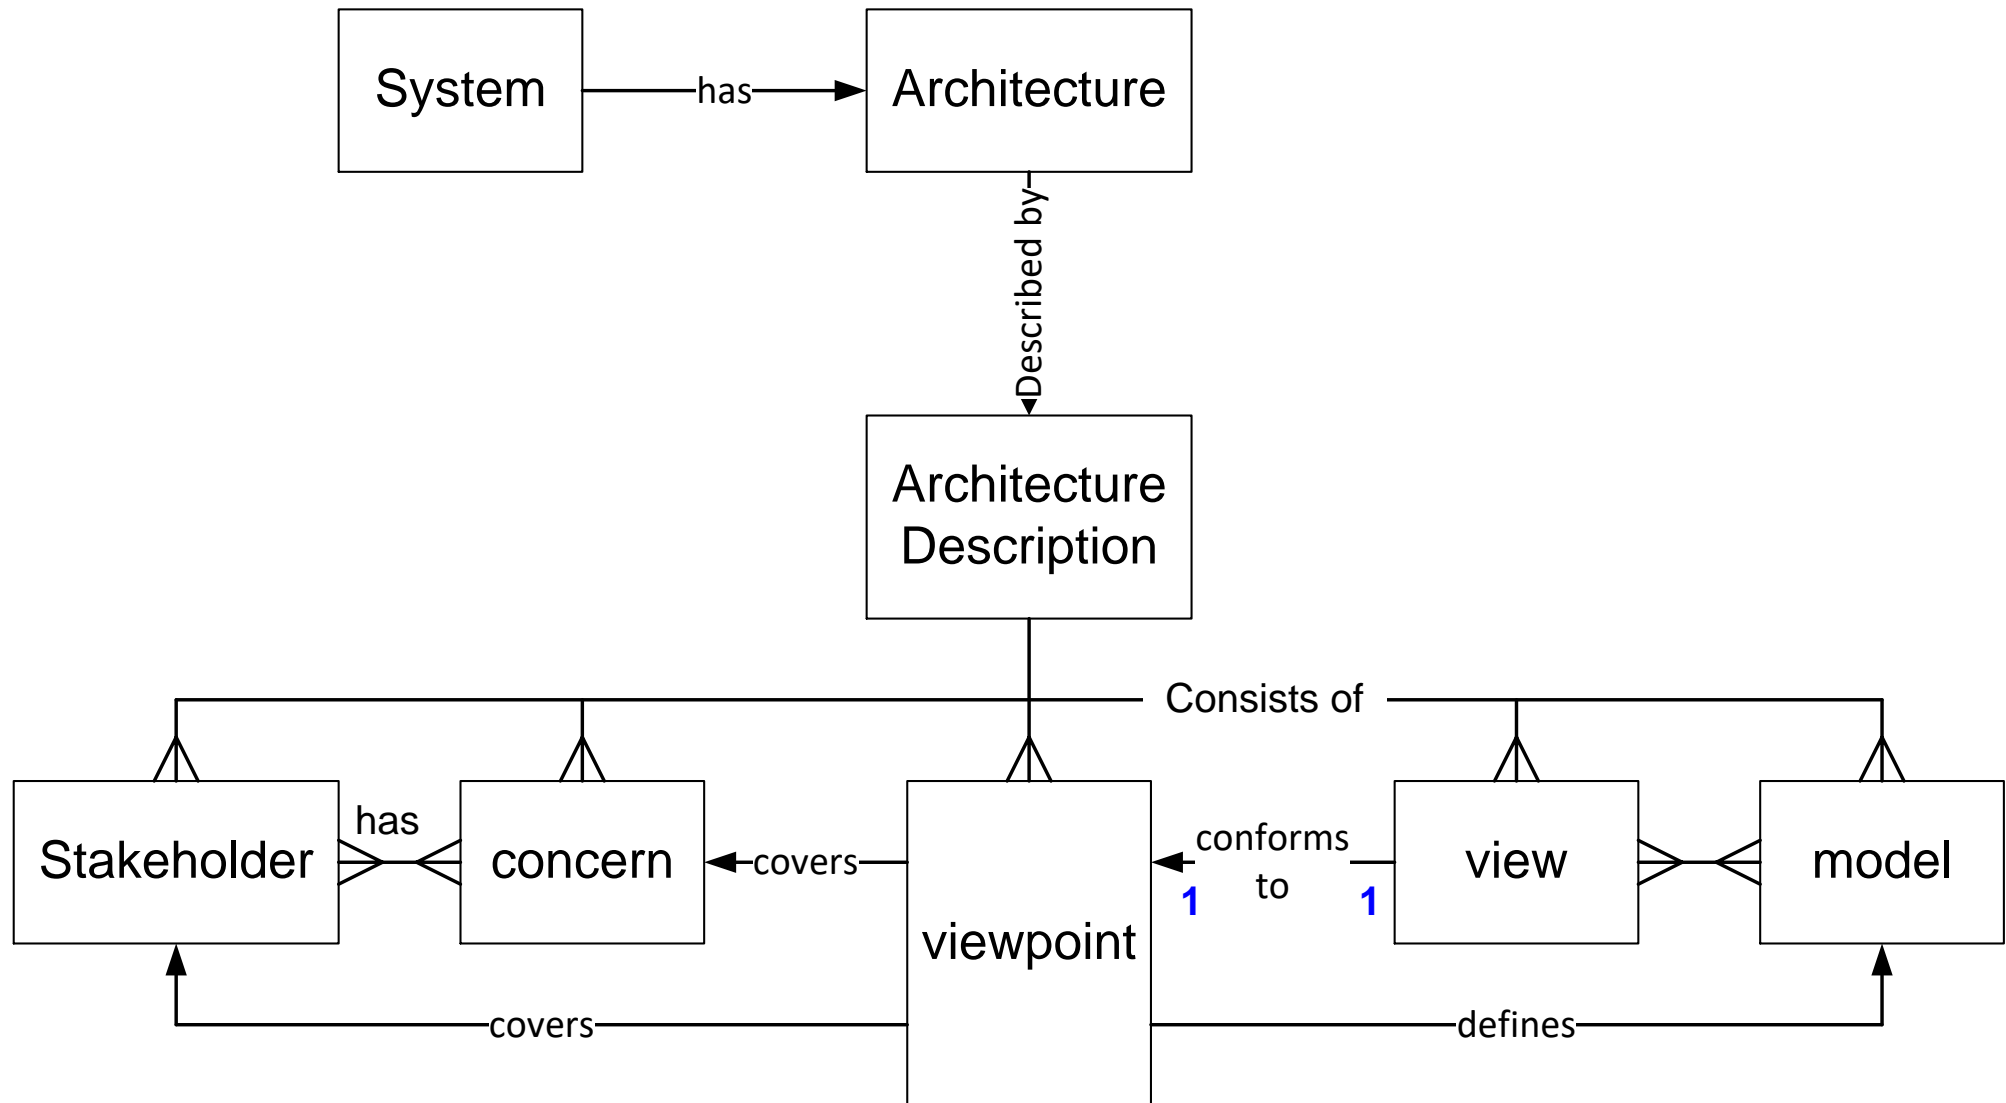 System
has
Architecture
Described by
Architecture
Description
Consists of
Stakeholder
has
concern
covers
viewpoint
conforms
to
1
1
view
model
covers
defines